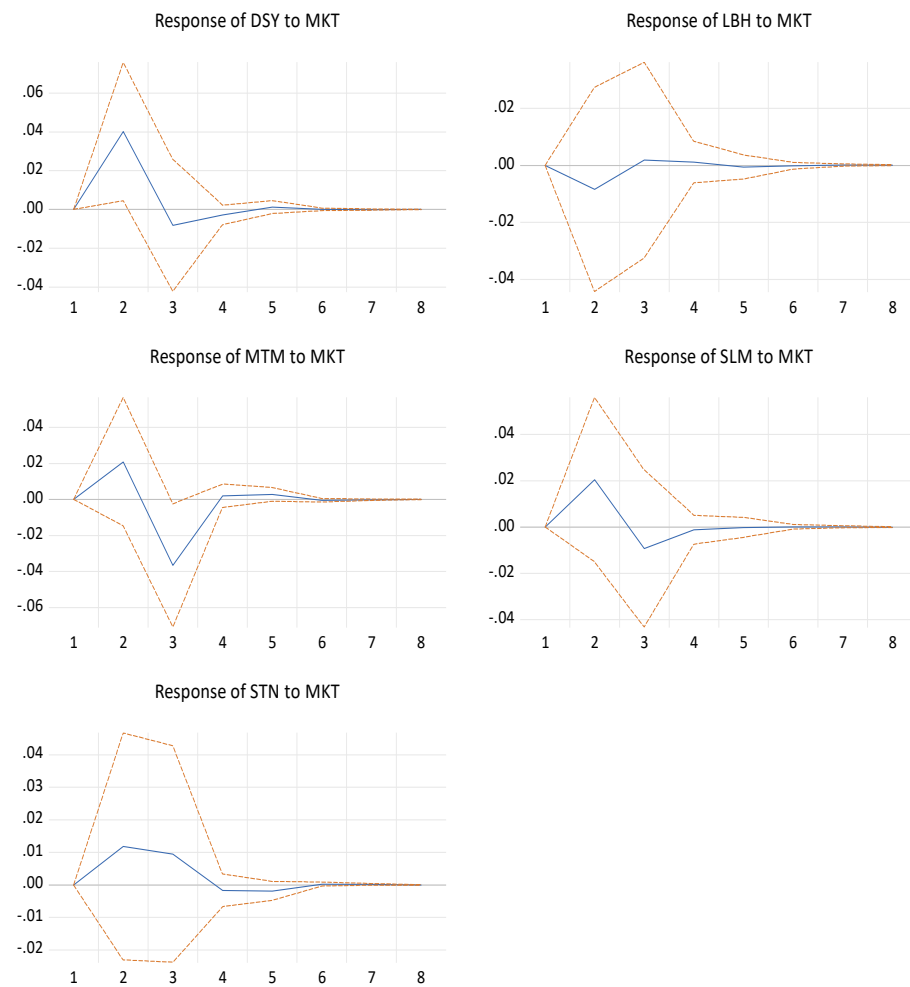 Response of DSY to MKT
.06
.04
.02
.00
-.02
-.04
1 2 3 4 5 6 7 8
Response of LBH to MKT
.02
.00
-.02
-.04
1 2 3 4 5 6 7 8
Response of MTM to MKT
.04
.02
.00
-.02
-.04
-.06
1 2 3 4 5 6 7 8
Response of SLM to MKT
.04
.02
.00
-.02
-.04
1 2 3 4 5 6 7 8
Response of STN to MKT
.04
.03
.02
.01
.00
-.01
-.02
1 2 3 4 5 6 7 8